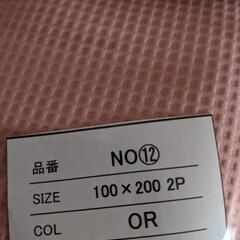 品番 NO⑫
SIZE 100×200 2P
COL OR